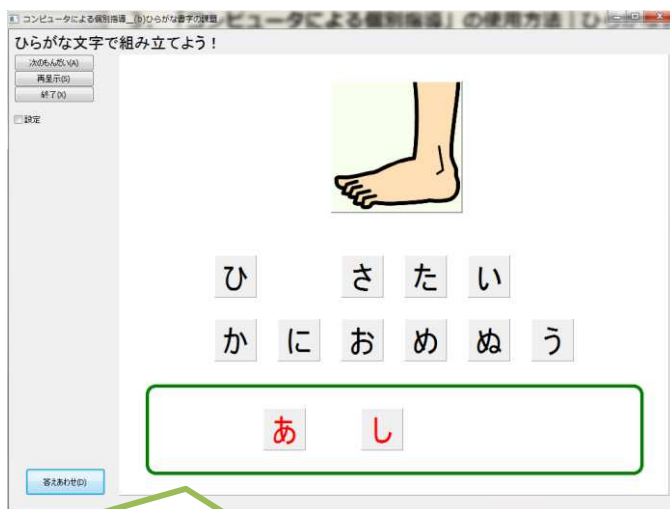 コンピュータによる個別指導__(b)ひらがな書字の課題
ピュータによる個別指導」の使用方法｜ひら
ひらがな文字で組み立てよう！
次のもんだい(A)
再呈示(S)
終了(X)
設定
ひ さ た い
か に お め ぬ う
あ し
答えあわせ(D)